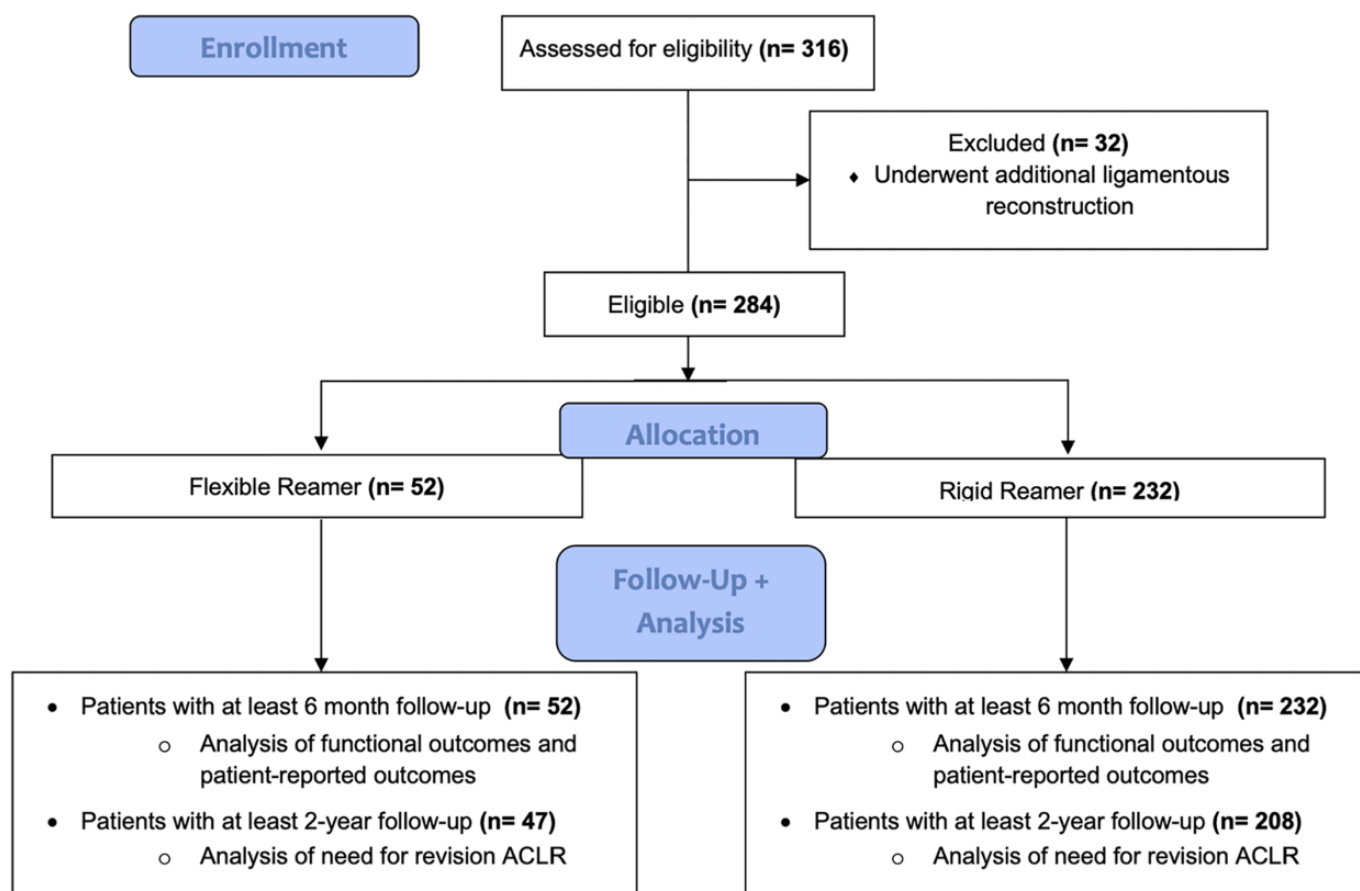 Enrollment
Assessed for eligibility (n= 316)
Excluded (n= 32)
♦ Underwent additional ligamentous
reconstruction
Eligible (n= 284)
Allocation
Flexible Reamer (n= 52)
Rigid Reamer (n= 232)
Follow-Up +
Analysis
• Patients with at least 6 month follow-up (n= 52)
o Analysis of functional outcomes and
patient-reported outcomes
• Patients with at least 2-year follow-up (n= 47)
o Analysis of need for revision ACLR
• Patients with at least 6 month follow-up (n= 232)
o Analysis of functional outcomes and
patient-reported outcomes
• Patients with at least 2-year follow-up (n= 208)
o Analysis of need for revision ACLR